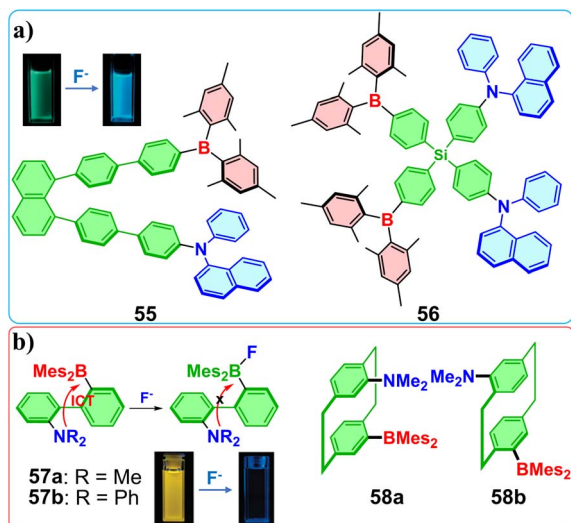 a)
F-
B
N
55
B
N
Si
B
N
56
b)
Mes2B
ICT
NR2
F-
F
Mes2B
x
NR2
57a: R = Me
57b: R = Ph
F-
NMe2
BMes2
58a
Me2N
BMes2
58b